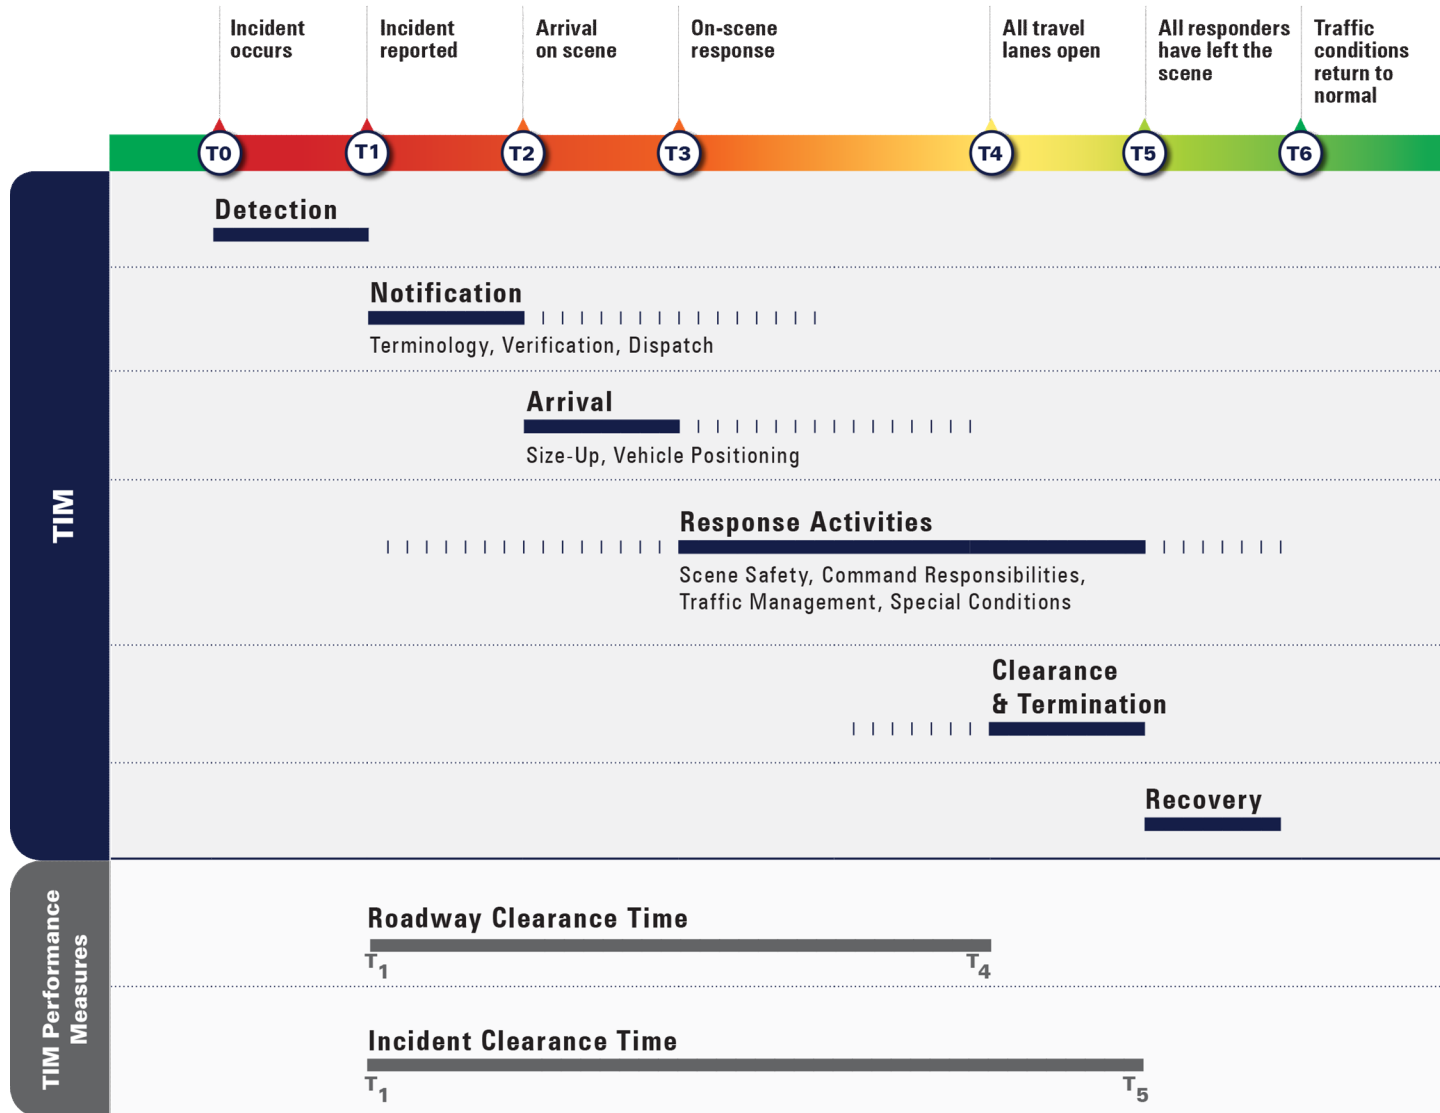 Incident
occurs
Incident
reported
Arrival
on scene
On-scene
response
All travel
lanes open
All responders
have left the
scene
Traffic
conditions
return to
normal
T0
T1
T2
T3
T4
T5
T6
TIM
Detection
Notification
Terminology, Verification, Dispatch
Arrival
Size-Up, Vehicle Positioning
Response Activities
Scene Safety, Command Responsibilities,
Traffic Management, Special Conditions
Clearance
& Termination
Recovery
TIM Performance
Measures
Roadway Clearance Time
T1
T4
Incident Clearance Time
T1
T5